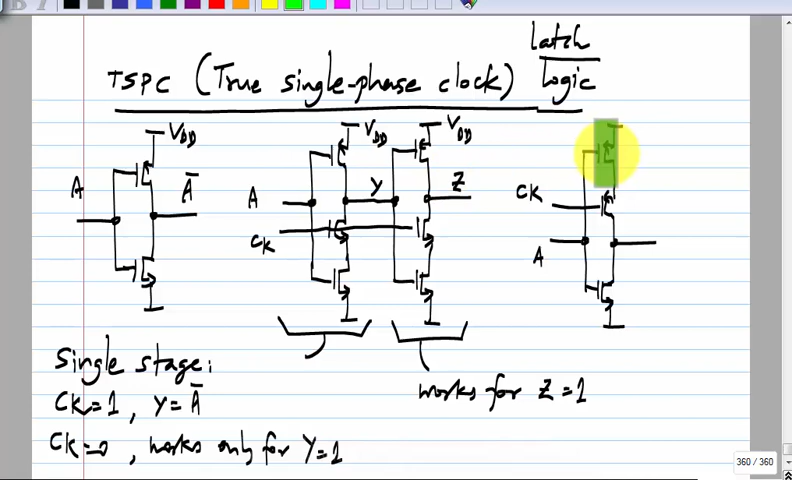 TSPC (True single-phase clock) latch
logic
VDD VDD VDD
A A̅ A Y Z
CK CK
A
Single stage:
CK=1, Y=A̅
works for Z=1
CK=0, works only for Y=1
360 / 360